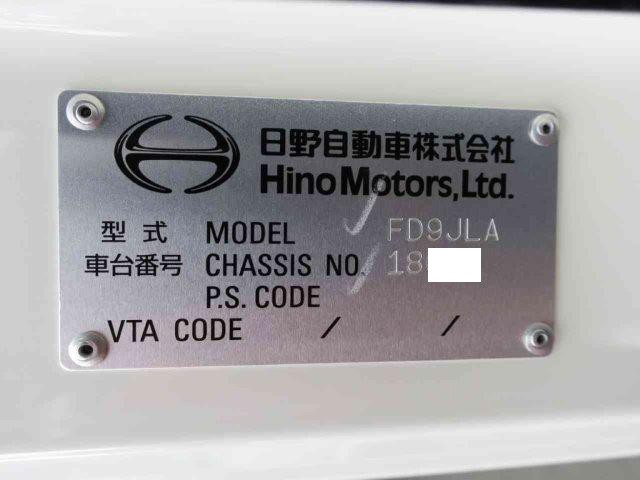 日野自動車株式会社
Hino Motors, Ltd.
型式 MODEL FD9JLA
車台番号 CHASSIS NO. 18
P.S. CODE
VTA CODE / /